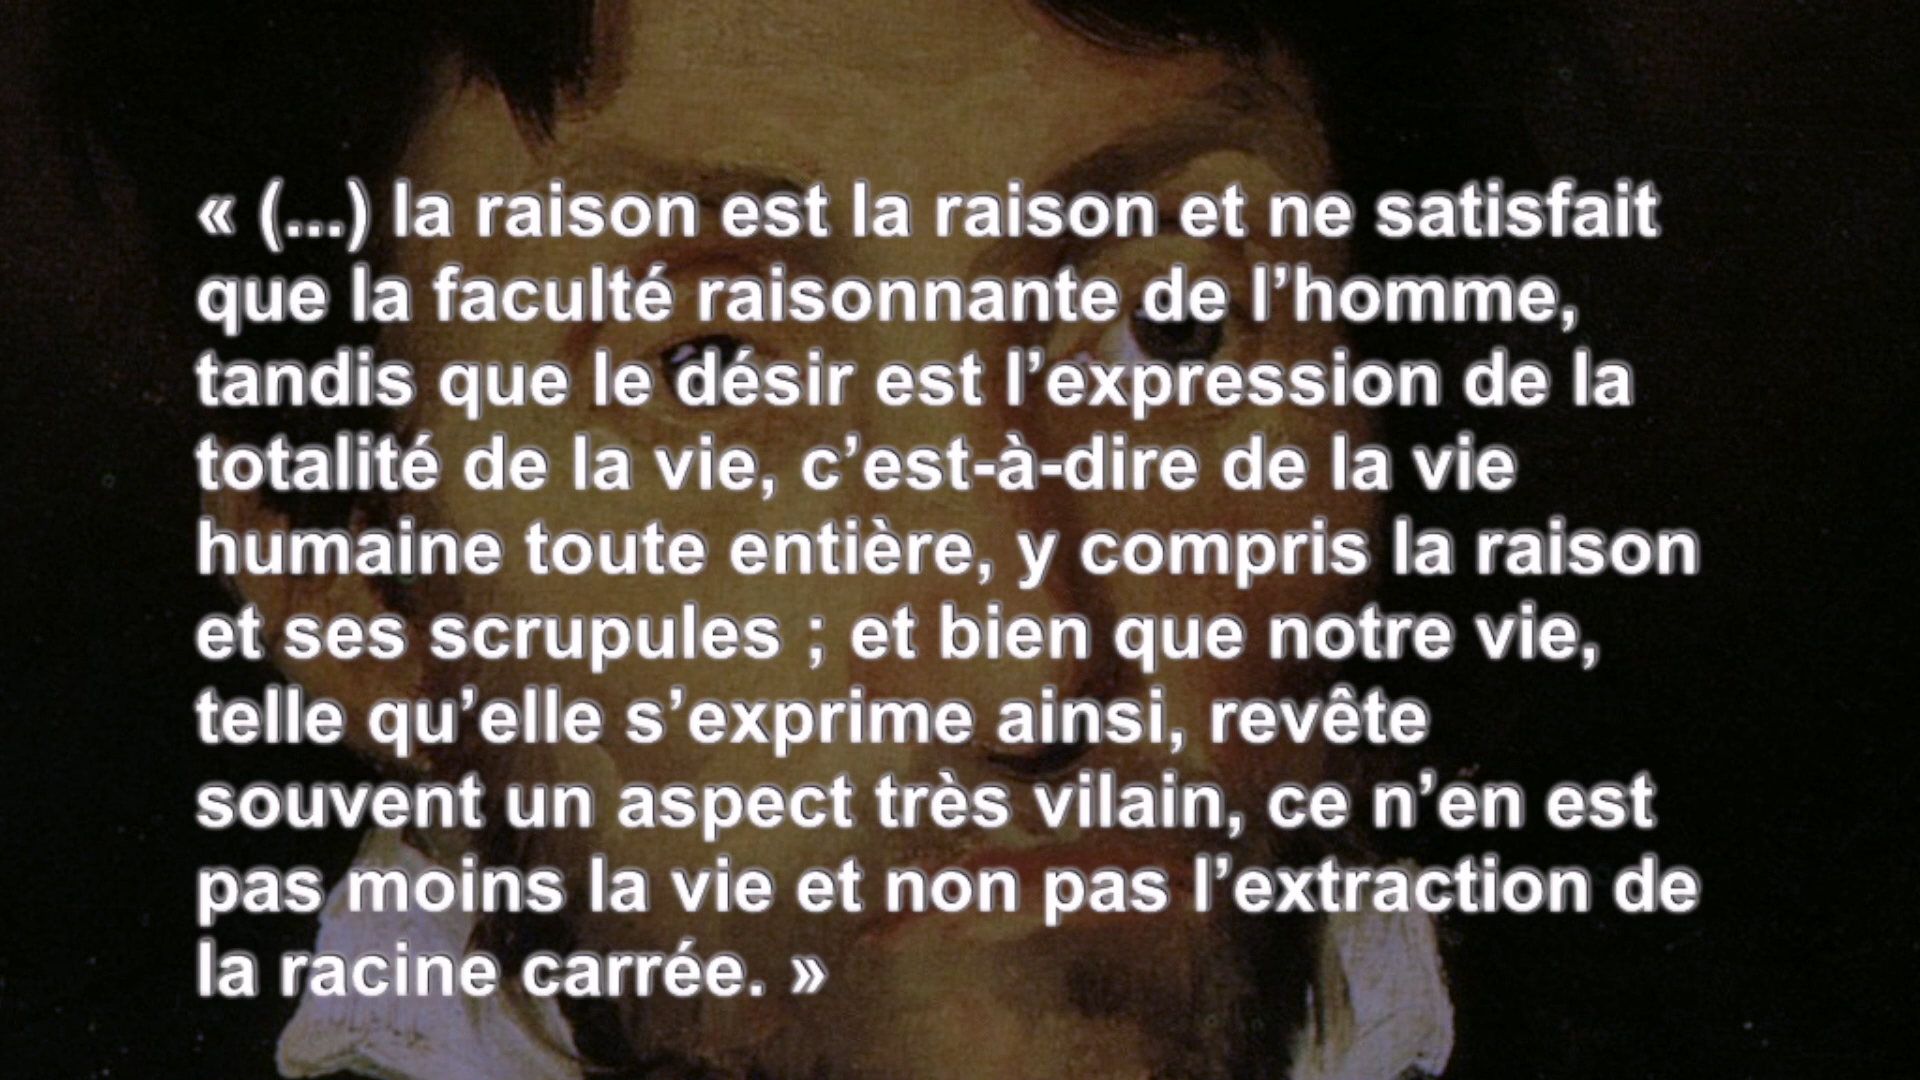 « (...) la raison est la raison et ne satisfait
que la faculté raisonnante de l’homme,
tandis que le désir est l’expression de la
totalité de la vie, c’est-à-dire de la vie
humaine toute entière, y compris la raison
et ses scrupules ; et bien que notre vie,
telle qu’elle s’exprime ainsi, revête
souvent un aspect très vilain, ce n’en est
pas moins la vie et non pas l’extraction de
la racine carrée. »